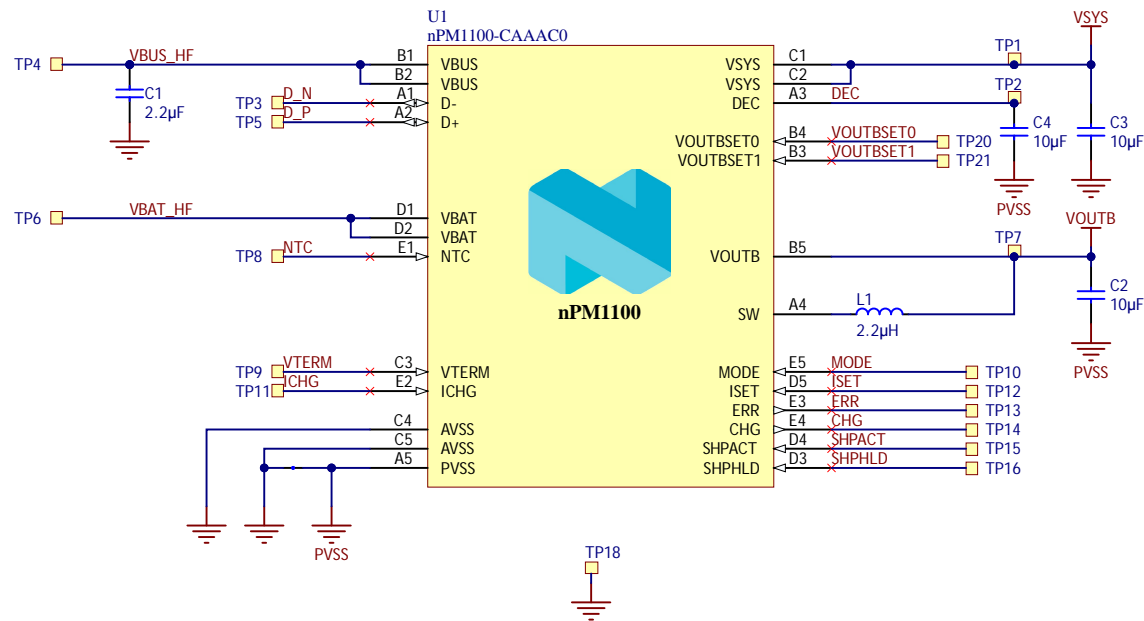 U1
nPM1100-CAAAC0
VSYS
TP4 VBUS_HF B1 VBUS VSYS C1 TP1
B2 VBUS VSYS C2
C1 2.2µF
TP3 D_N A1 D- DEC A3 DEC TP2
TP5 D_P A2 D+
C4 10µF C3 10µF
VOUTBSET0 B4 VOUTBSET0 TP20
VOUTBSET1 B3 VOUTBSET1 TP21
PVSS
TP6 VBAT_HF D1 VBAT
D2 VBAT
VOUTB
TP8 NTC E1 NTC VOUTB B5 TP7
C2 10µF
nPM1100
SW A4 L1 2.2µH
PVSS
TP9 VTERM C3 VTERM MODE E5 MODE TP10
TP11 ICHG E2 ICHG ISET D5 ISET TP12
ERR E3 ERR TP13
C4 AVSS CHG E4 CHG TP14
C5 AVSS SHPACT D4 SHPACT TP15
A5 PVSS SHPHLD D3 SHPHLD TP16
PVSS
TP18